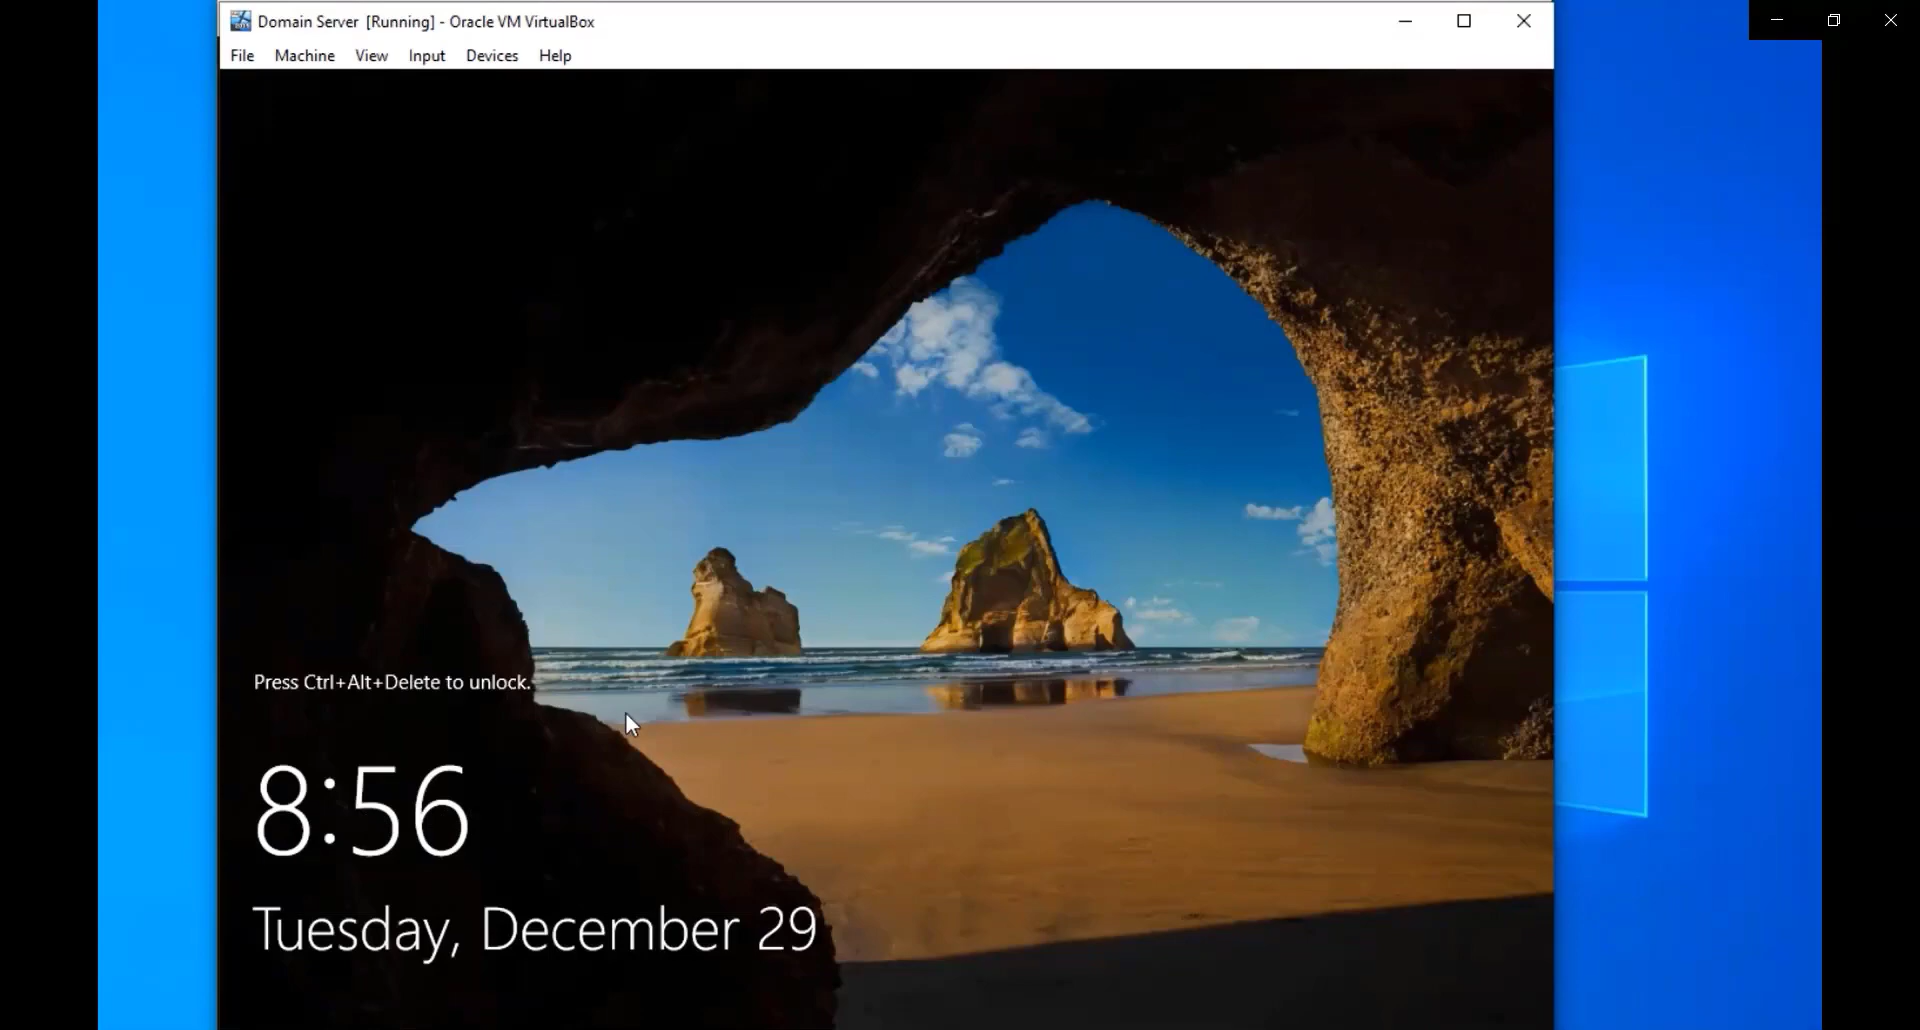 Domain Server [Running] - Oracle VM VirtualBox
File Machine View Input Devices Help
Press Ctrl+Alt+Delete to unlock.
8:56
Tuesday, December 29